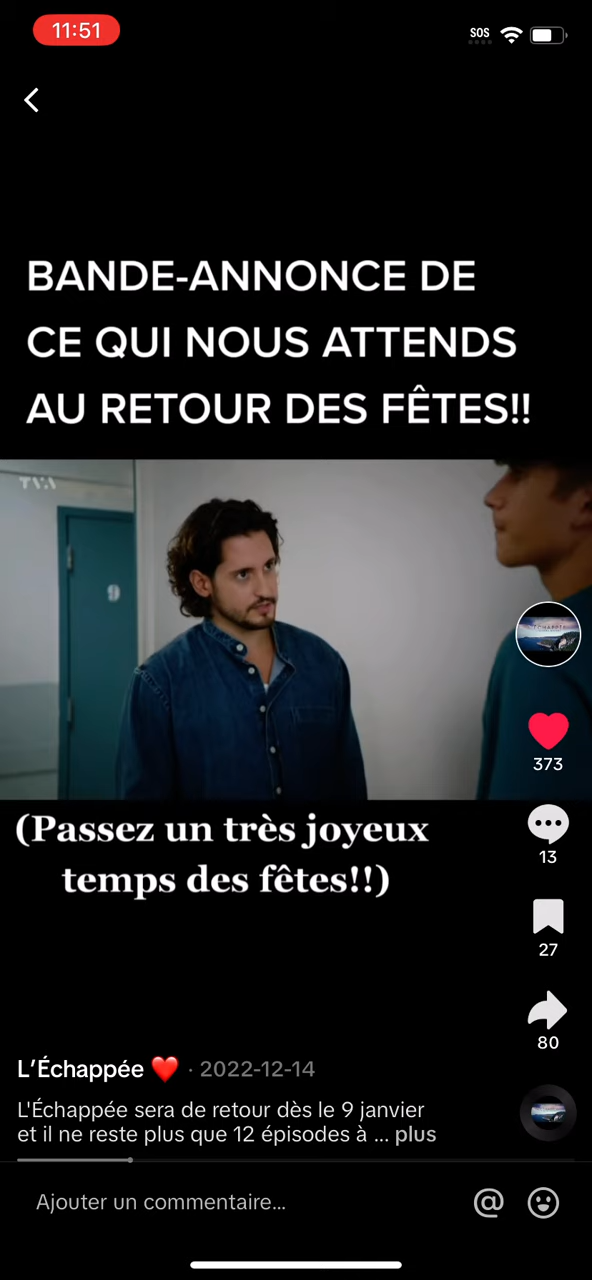 11:51
SOS
BANDE-ANNONCE DE
CE QUI NOUS ATTENDS
AU RETOUR DES FÊTES!!
TVA
9
L'ÉCHAPPÉE
373
(Passez un très joyeux
temps des fêtes!!)
13
27
80
L'Échappée ❤️ · 2022-12-14
L'Échappée sera de retour dès le 9 janvier
et il ne reste plus que 12 épisodes à ... plus
Ajouter un commentaire...
@